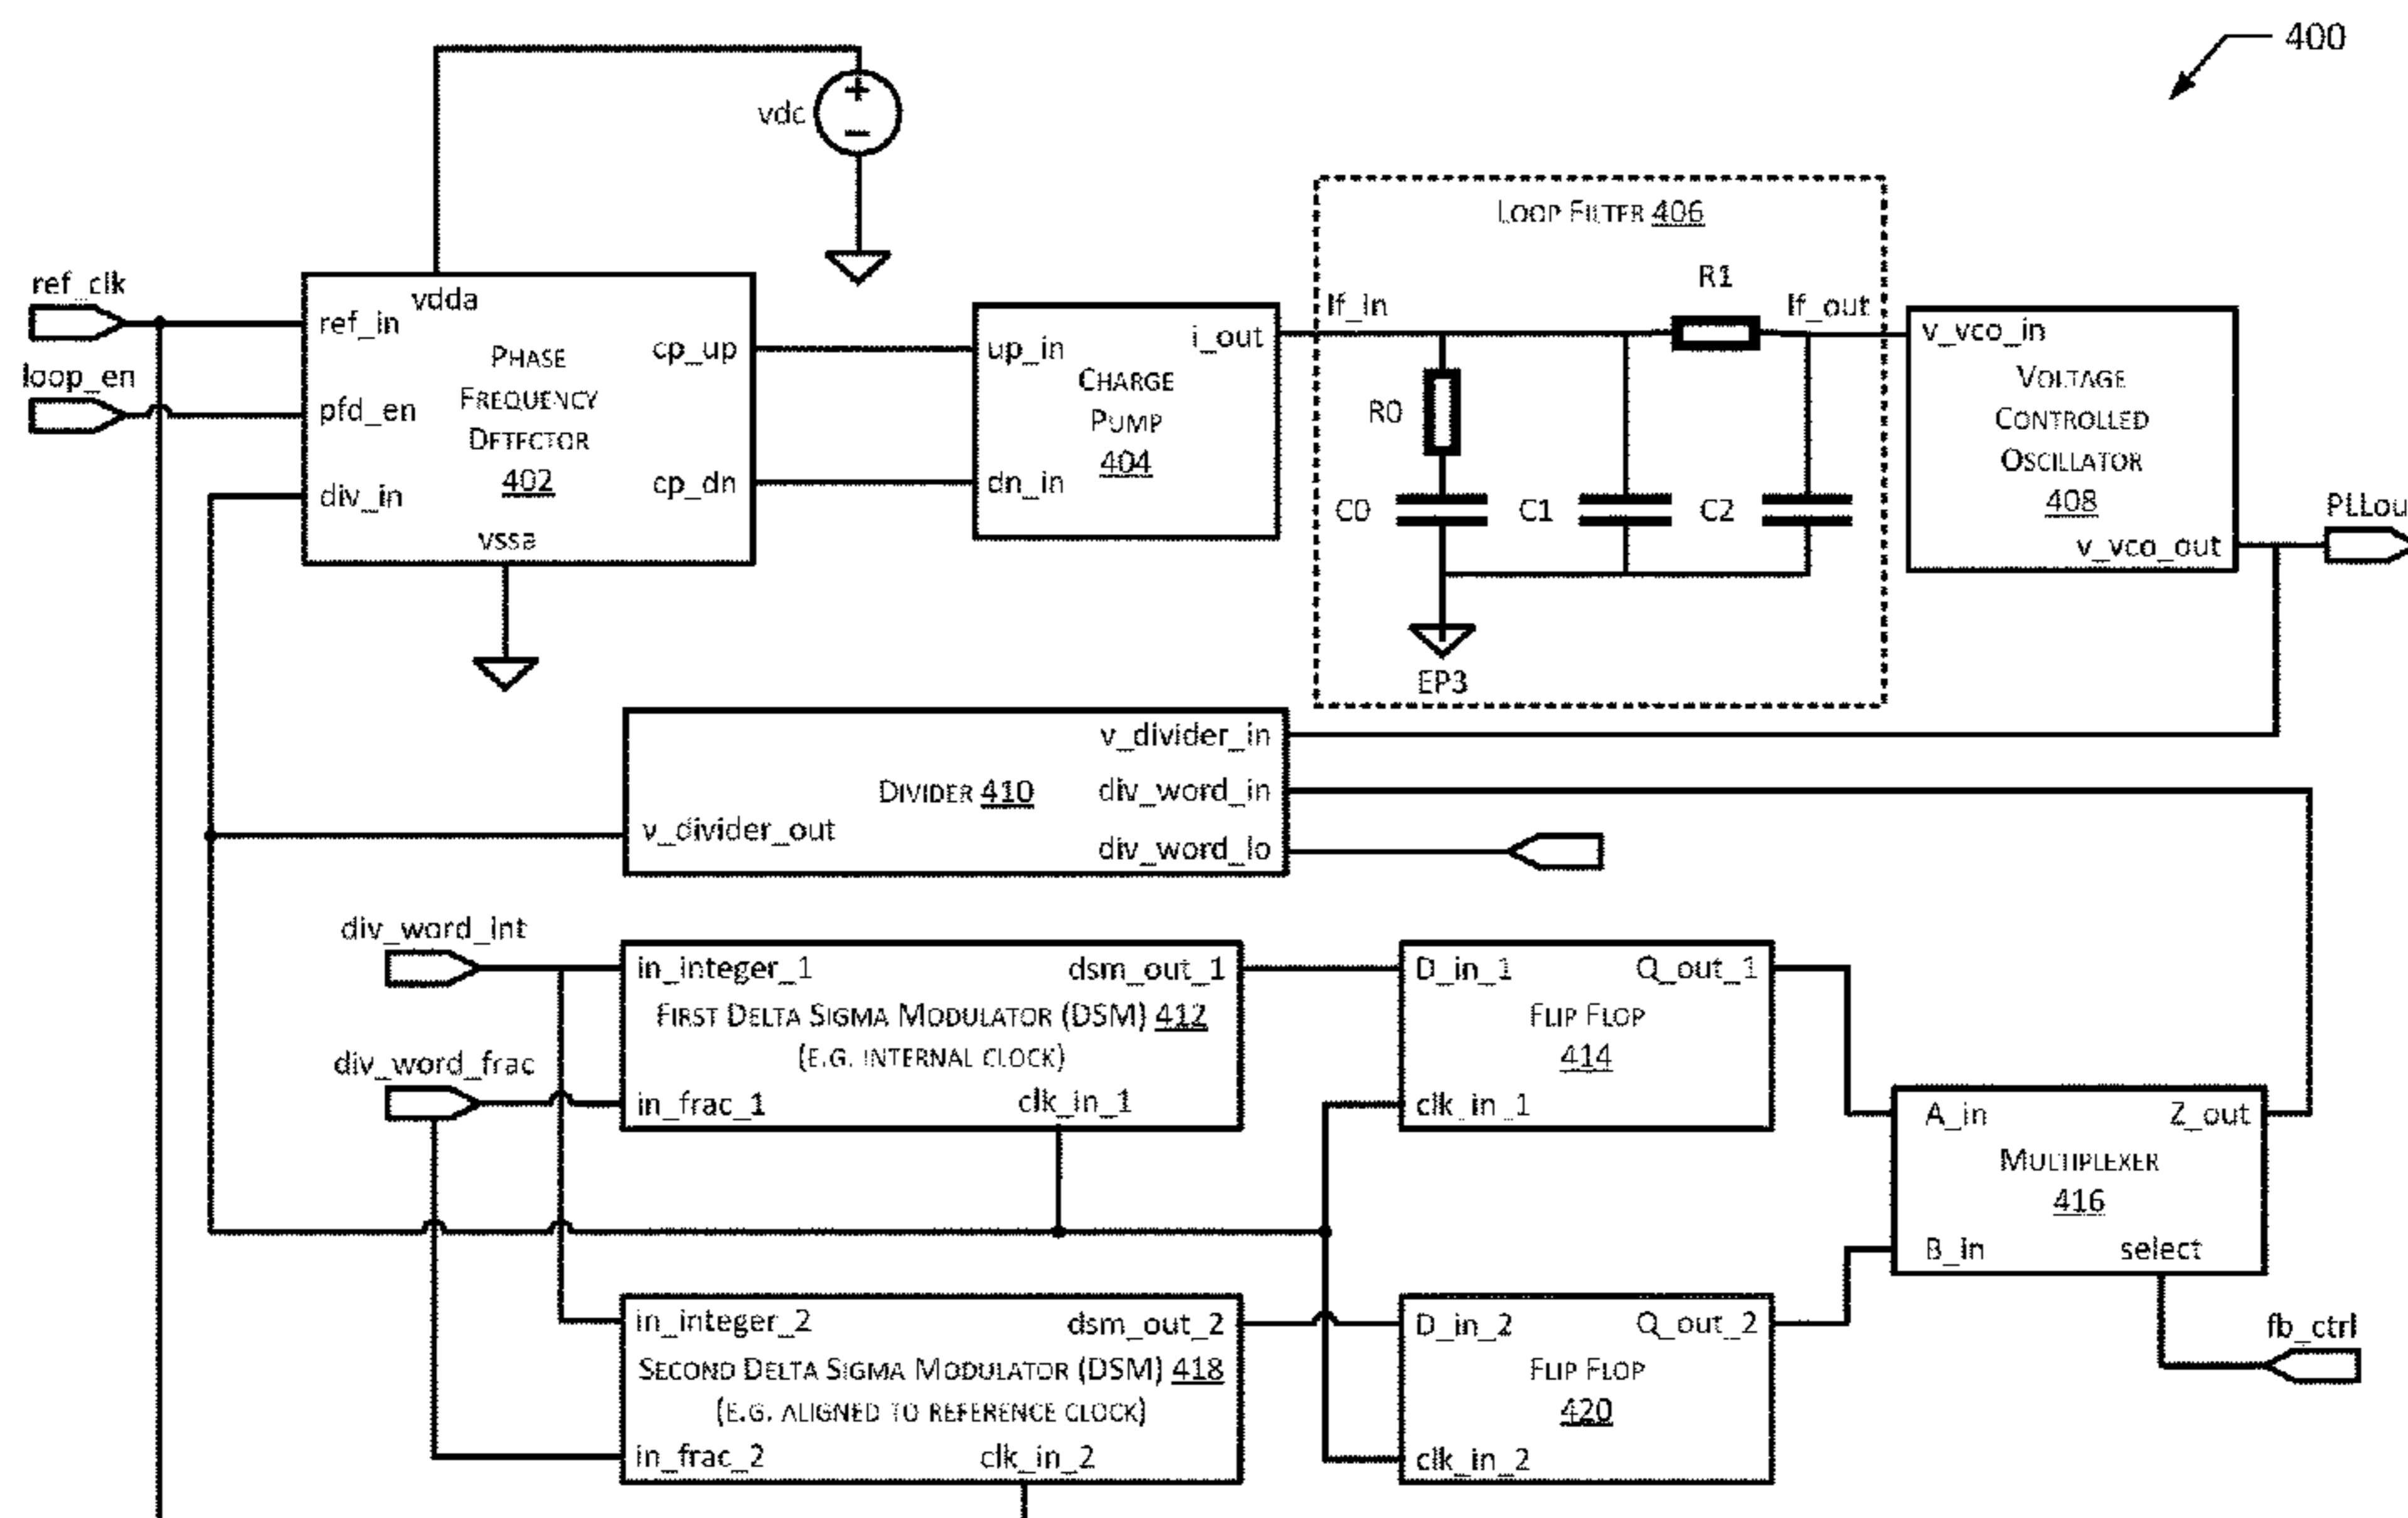 400
vdc
+
−
LOOP FILTER 406
R1
lf_in
lf_out
R0
C0
C1
C2
EP3
ref_clk
loop_en
vdda
ref_in
pfd_en
div_in
PHASE
FREQUENCY
DETECTOR
402
cp_up
cp_dn
vssa
up_in
dn_in
i_out
CHARGE
PUMP
404
v_vco_in
VOLTAGE
CONTROLLED
OSCILLATOR
408
v_vco_out
PLLou
v_divider_in
DIVIDER 410
div_word_in
v_divider_out
div_word_lo
div_word_int
div_word_frac
in_integer_1
dsm_out_1
FIRST DELTA SIGMA MODULATOR (DSM) 412
(E.G. INTERNAL CLOCK)
in_frac_1
clk_in_1
D_in_1
Q_out_1
FLIP FLOP
414
clk_in_1
A_in
Z_out
MULTIPLEXER
416
B_in
select
fb_ctrl
in_integer_2
dsm_out_2
SECOND DELTA SIGMA MODULATOR (DSM) 418
(E.G. ALIGNED TO REFERENCE CLOCK)
in_frac_2
clk_in_2
D_in_2
Q_out_2
FLIP FLOP
420
clk_in_2